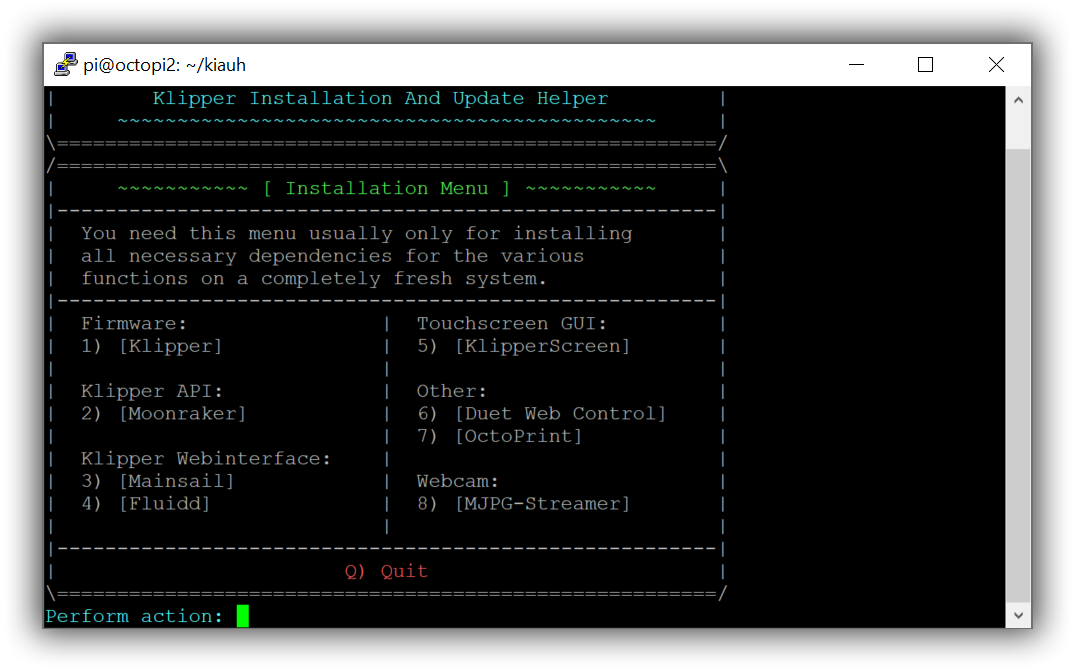 pi@octopi2: ~/kiauh
|        Klipper Installation And Update Helper         |
|     ~~~~~~~~~~~~~~~~~~~~~~~~~~~~~~~~~~~~~~~~~~~~~     |
\=======================================================/
/=======================================================\
|     ~~~~~~~~~~~ [ Installation Menu ] ~~~~~~~~~~~     |
|-------------------------------------------------------|
|  You need this menu usually only for installing       |
|  all necessary dependencies for the various           |
|  functions on a completely fresh system.              |
|-------------------------------------------------------|
|  Firmware:                |  Touchscreen GUI:         |
|  1) [Klipper]             |  5) [KlipperScreen]       |
|                           |                           |
|  Klipper API:             |  Other:                   |
|  2) [Moonraker]           |  6) [Duet Web Control]    |
|                           |  7) [OctoPrint]           |
|  Klipper Webinterface:    |                           |
|  3) [Mainsail]            |  Webcam:                  |
|  4) [Fluidd]              |  8) [MJPG-Streamer]       |
|                           |                           |
|-------------------------------------------------------|
|                        Q) Quit                        |
\=======================================================/
Perform action: